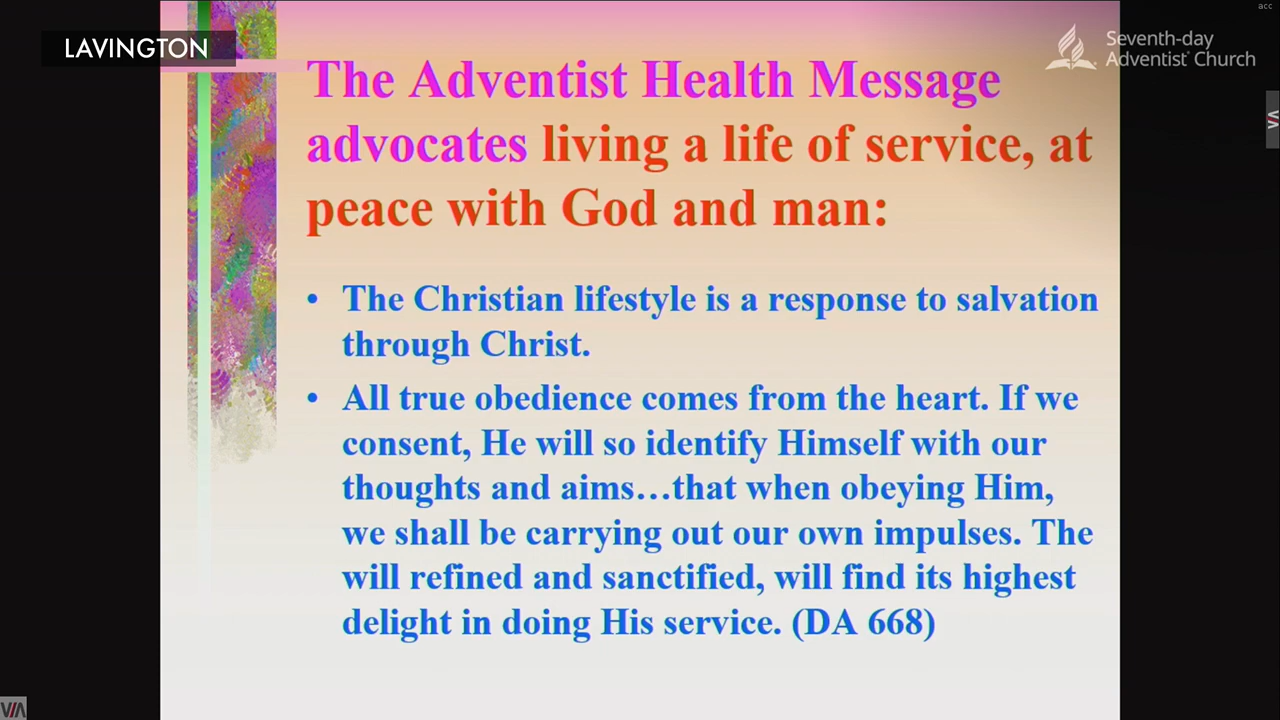 acc
LAVINGTON
Seventh-day
Adventist Church
The Adventist Health Message
advocates living a life of service, at
peace with God and man:
• The Christian lifestyle is a response to salvation
through Christ.
• All true obedience comes from the heart. If we
consent, He will so identify Himself with our
thoughts and aims…that when obeying Him,
we shall be carrying out our own impulses. The
will refined and sanctified, will find its highest
delight in doing His service. (DA 668)
VIA